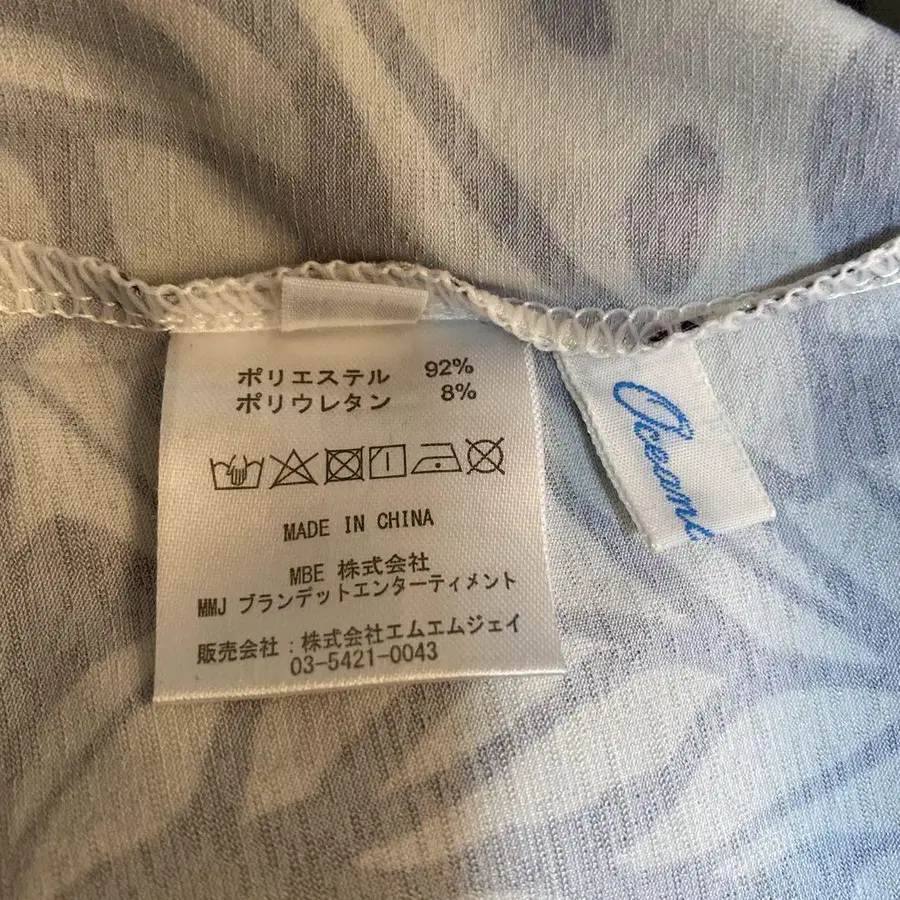 ポリエステル 92%
ポリウレタン 8%
MADE IN CHINA
MBE 株式会社
MMJ ブランデットエンターティメント
販売会社：株式会社エムエムジェイ
03-5421-0043